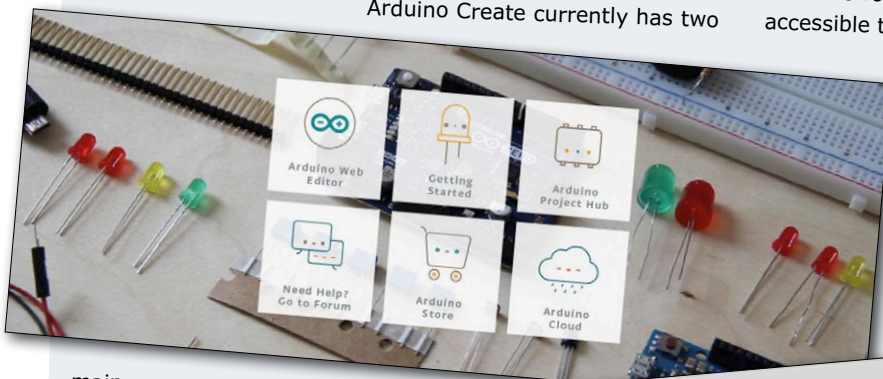 Arduino Create currently has two
accessible t
Arduino Web
Editor
Getting
Started
Arduino
Project Hub
Need Help?
Go to Forum
Arduino
Store
Arduino
Cloud